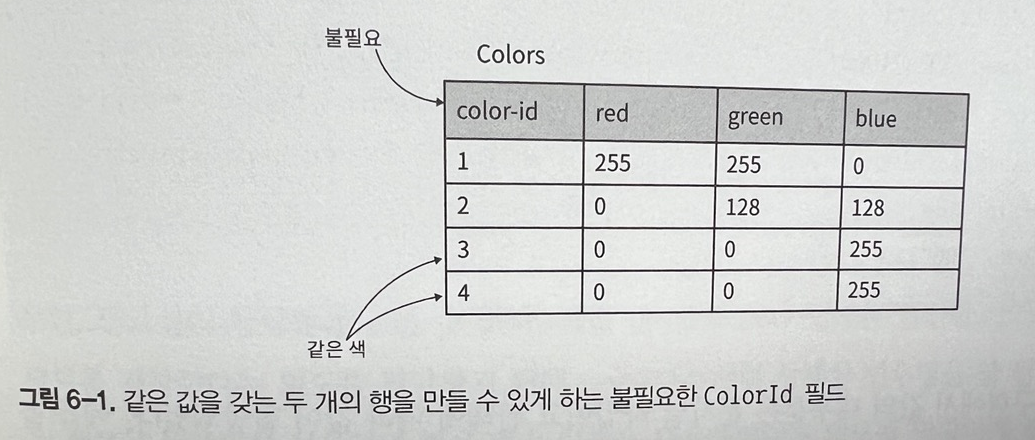 불필요
Colors
color-id red green blue
1 255 255 0
2 0 128 128
3 0 0 255
4 0 0 255
같은 색
그림 6-1. 같은 값을 갖는 두 개의 행을 만들 수 있게 하는 불필요한 ColorId 필드